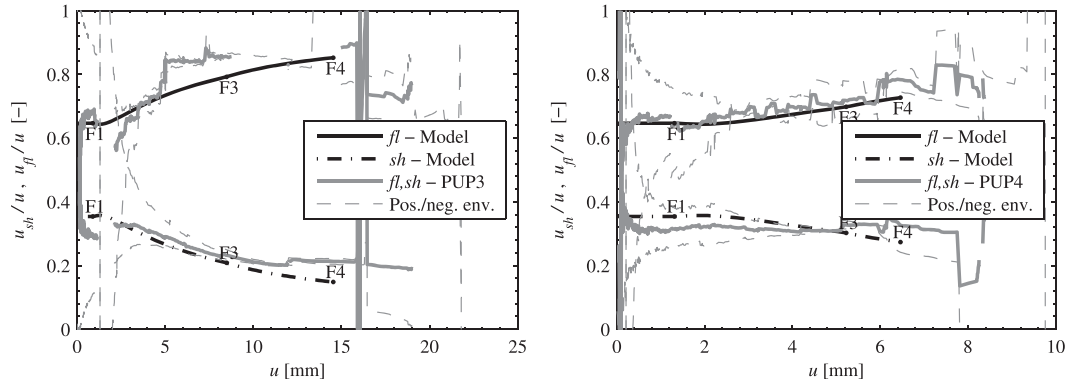 1
0.8
0.6
0.4
0.2
0
0 5 10 15 20 25
u_sh/u , u_fl/u [–]
u [mm]
F1
F3
F4
F1
F3
F4
fl – Model
sh – Model
fl,sh – PUP3
Pos./neg. env.
1
0.8
0.6
0.4
0.2
0
0 2 4 6 8 10
u_sh/u , u_fl/u [–]
u [mm]
F1
F3
F4
F1
F3
F4
fl – Model
sh – Model
fl,sh – PUP4
Pos./neg. env.